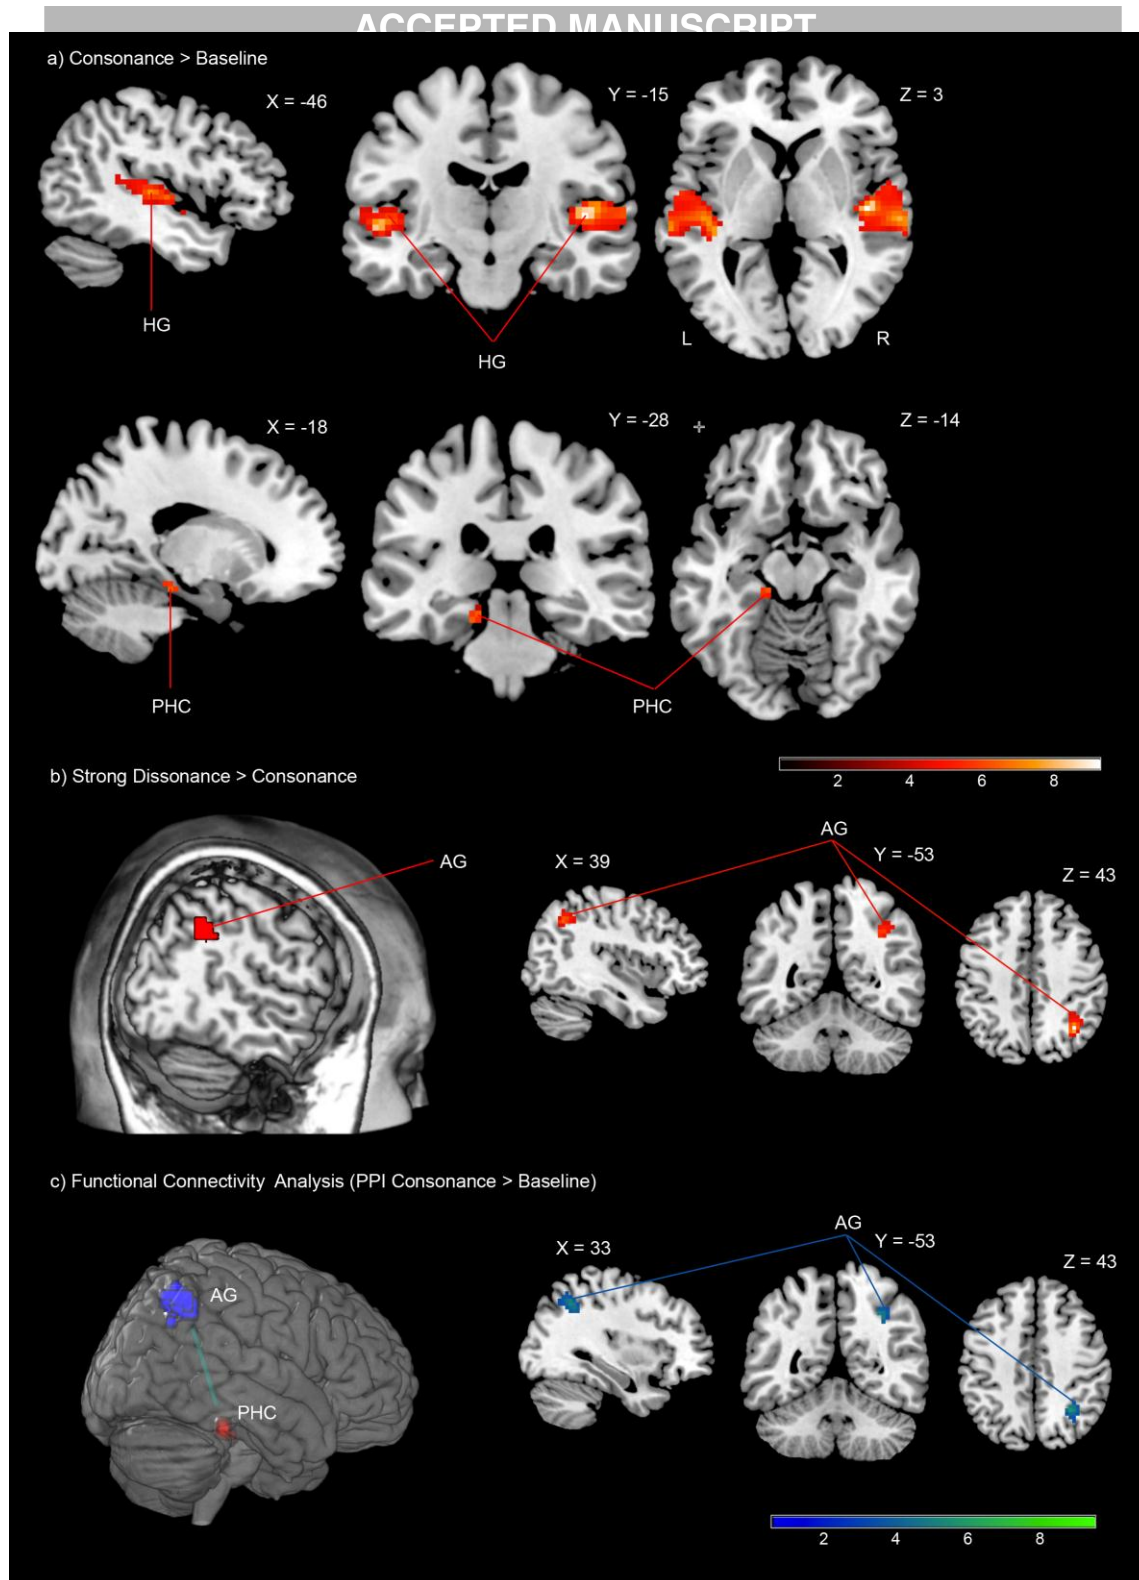 ACCEPTED MANUSCRIPT
a) Consonance > Baseline
X = -46
Y = -15
Z = 3
HG
HG
L
R
X = -18
Y = -28
Z = -14
PHC
PHC
2 4 6 8
b) Strong Dissonance > Consonance
AG
AG
X = 39
Y = -53
Z = 43
c) Functional Connectivity Analysis (PPI Consonance > Baseline)
AG
PHC
AG
X = 33
Y = -53
Z = 43
2 4 6 8